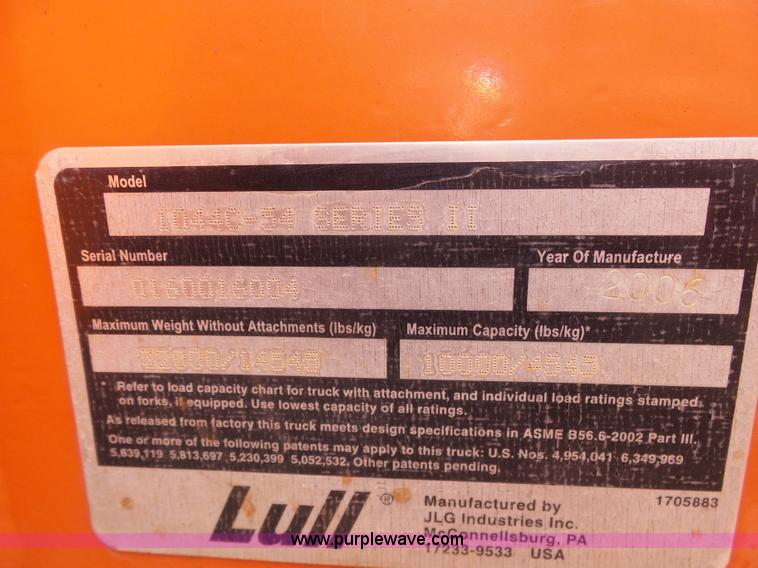 Model
1044C-54 SERIES II
Serial Number
0160016004
Year Of Manufacture
2006
Maximum Weight Without Attachments (lbs/kg)
Maximum Capacity (lbs/kg)*
10000/4545
* Refer to load capacity chart for truck with attachment, and individual load ratings stamped
on forks, if equipped. Use lowest capacity of all ratings.
As released from factory this truck meets design specifications in ASME B56.6-2002 Part III.
One or more of the following patents may apply to this truck: U.S. Nos. 4,954,041 6,349,969
5,639,119 5,813,697 5,230,399 5,052,532. Other patents pending.
Lull ®
Manufactured by
JLG Industries Inc.
McConnellsburg, PA
17233-9533 USA
1705883
www.purplewave.com